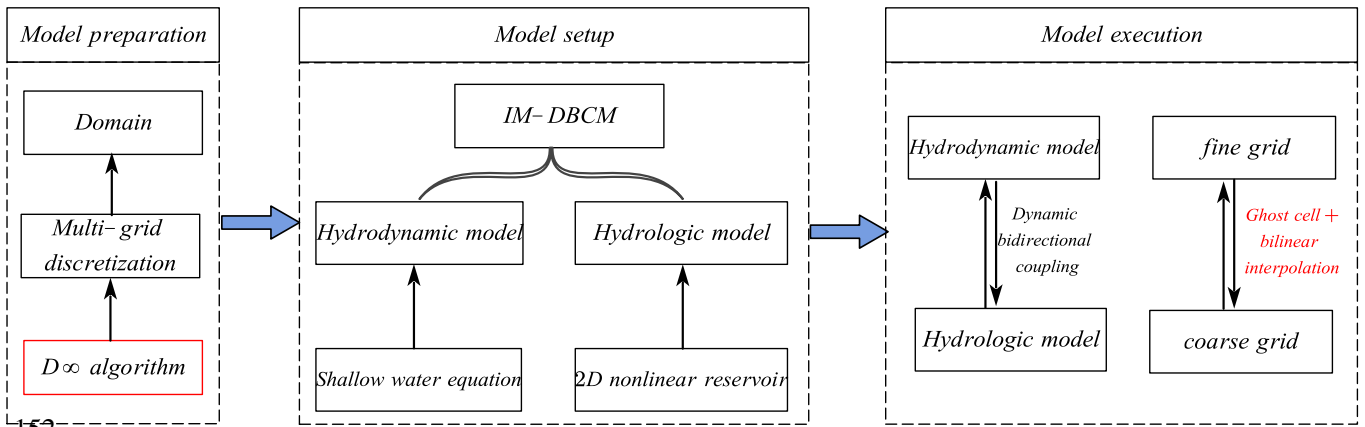 Model preparation
Domain
Multi-grid
discretization
D∞ algorithm
Model setup
IM-DBCM
Hydrodynamic model
Hydrologic model
Shallow water equation
2D nonlinear reservoir
Model execution
Hydrodynamic model
Dynamic
bidirectional
coupling
Hydrologic model
fine grid
Ghost cell+
bilinear
interpolation
coarse grid
152